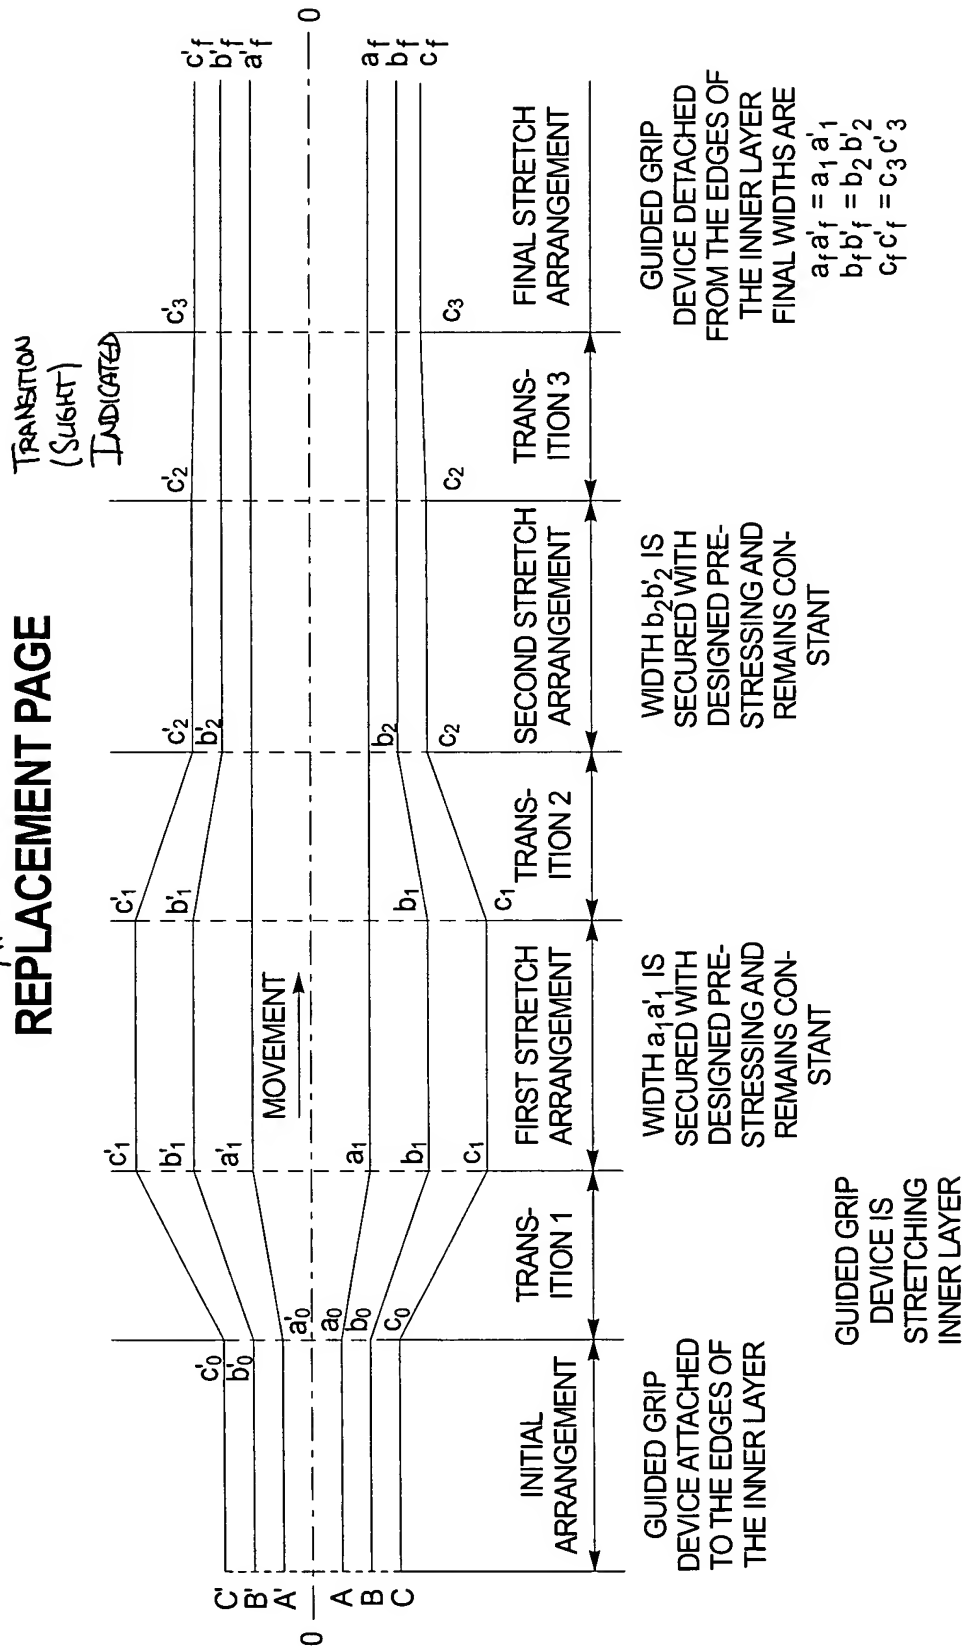 REPLACEMENT PAGE
TRANSITION
(SLIGHT)
INDICATED
c'1
c'1
c'2
c'2
c'3
c'f
C'
c'0
b'1
b'1
b'2
b'f
B'
b'0
a'1
a'f
A'
a'0
MOVEMENT
0
0
A
a0
a1
af
B
b0
b1
b1
b2
bf
C
c0
c1
c1
c2
c2
c3
cf
INITIAL
ARRANGEMENT
TRANS-
ITION 1
FIRST STRETCH
ARRANGEMENT
TRANS-
ITION 2
SECOND STRETCH
ARRANGEMENT
TRANS-
ITION 3
FINAL STRETCH
ARRANGEMENT
GUIDED GRIP
DEVICE ATTACHED
TO THE EDGES OF
THE INNER LAYER
GUIDED GRIP
DEVICE IS
STRETCHING
INNER LAYER
WIDTH a1a'1 IS
SECURED WITH
DESIGNED PRE-
STRESSING AND
REMAINS CON-
STANT
WIDTH b2b'2 IS
SECURED WITH
DESIGNED PRE-
STRESSING AND
REMAINS CON-
STANT
GUIDED GRIP
DEVICE DETACHED
FROM THE EDGES OF
THE INNER LAYER
FINAL WIDTHS ARE
afa'f = a1 a'1
bfb'f = b2 b'2
cfc'f = c3 c'3